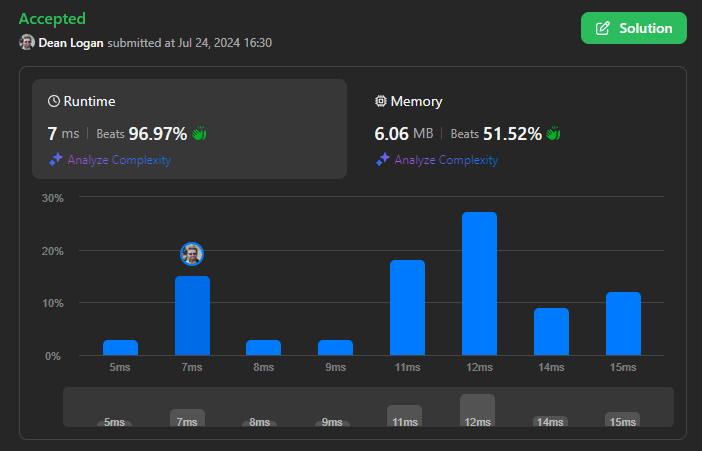 Accepted
Solution
Dean Logan submitted at Jul 24, 2024 16:30
Runtime
7 ms Beats 96.97%
Analyze Complexity
Memory
6.06 MB Beats 51.52%
Analyze Complexity
30%
20%
10%
0%
5ms 7ms 8ms 9ms 11ms 12ms 14ms 15ms
5ms 7ms 8ms 9ms 11ms 12ms 14ms 15ms